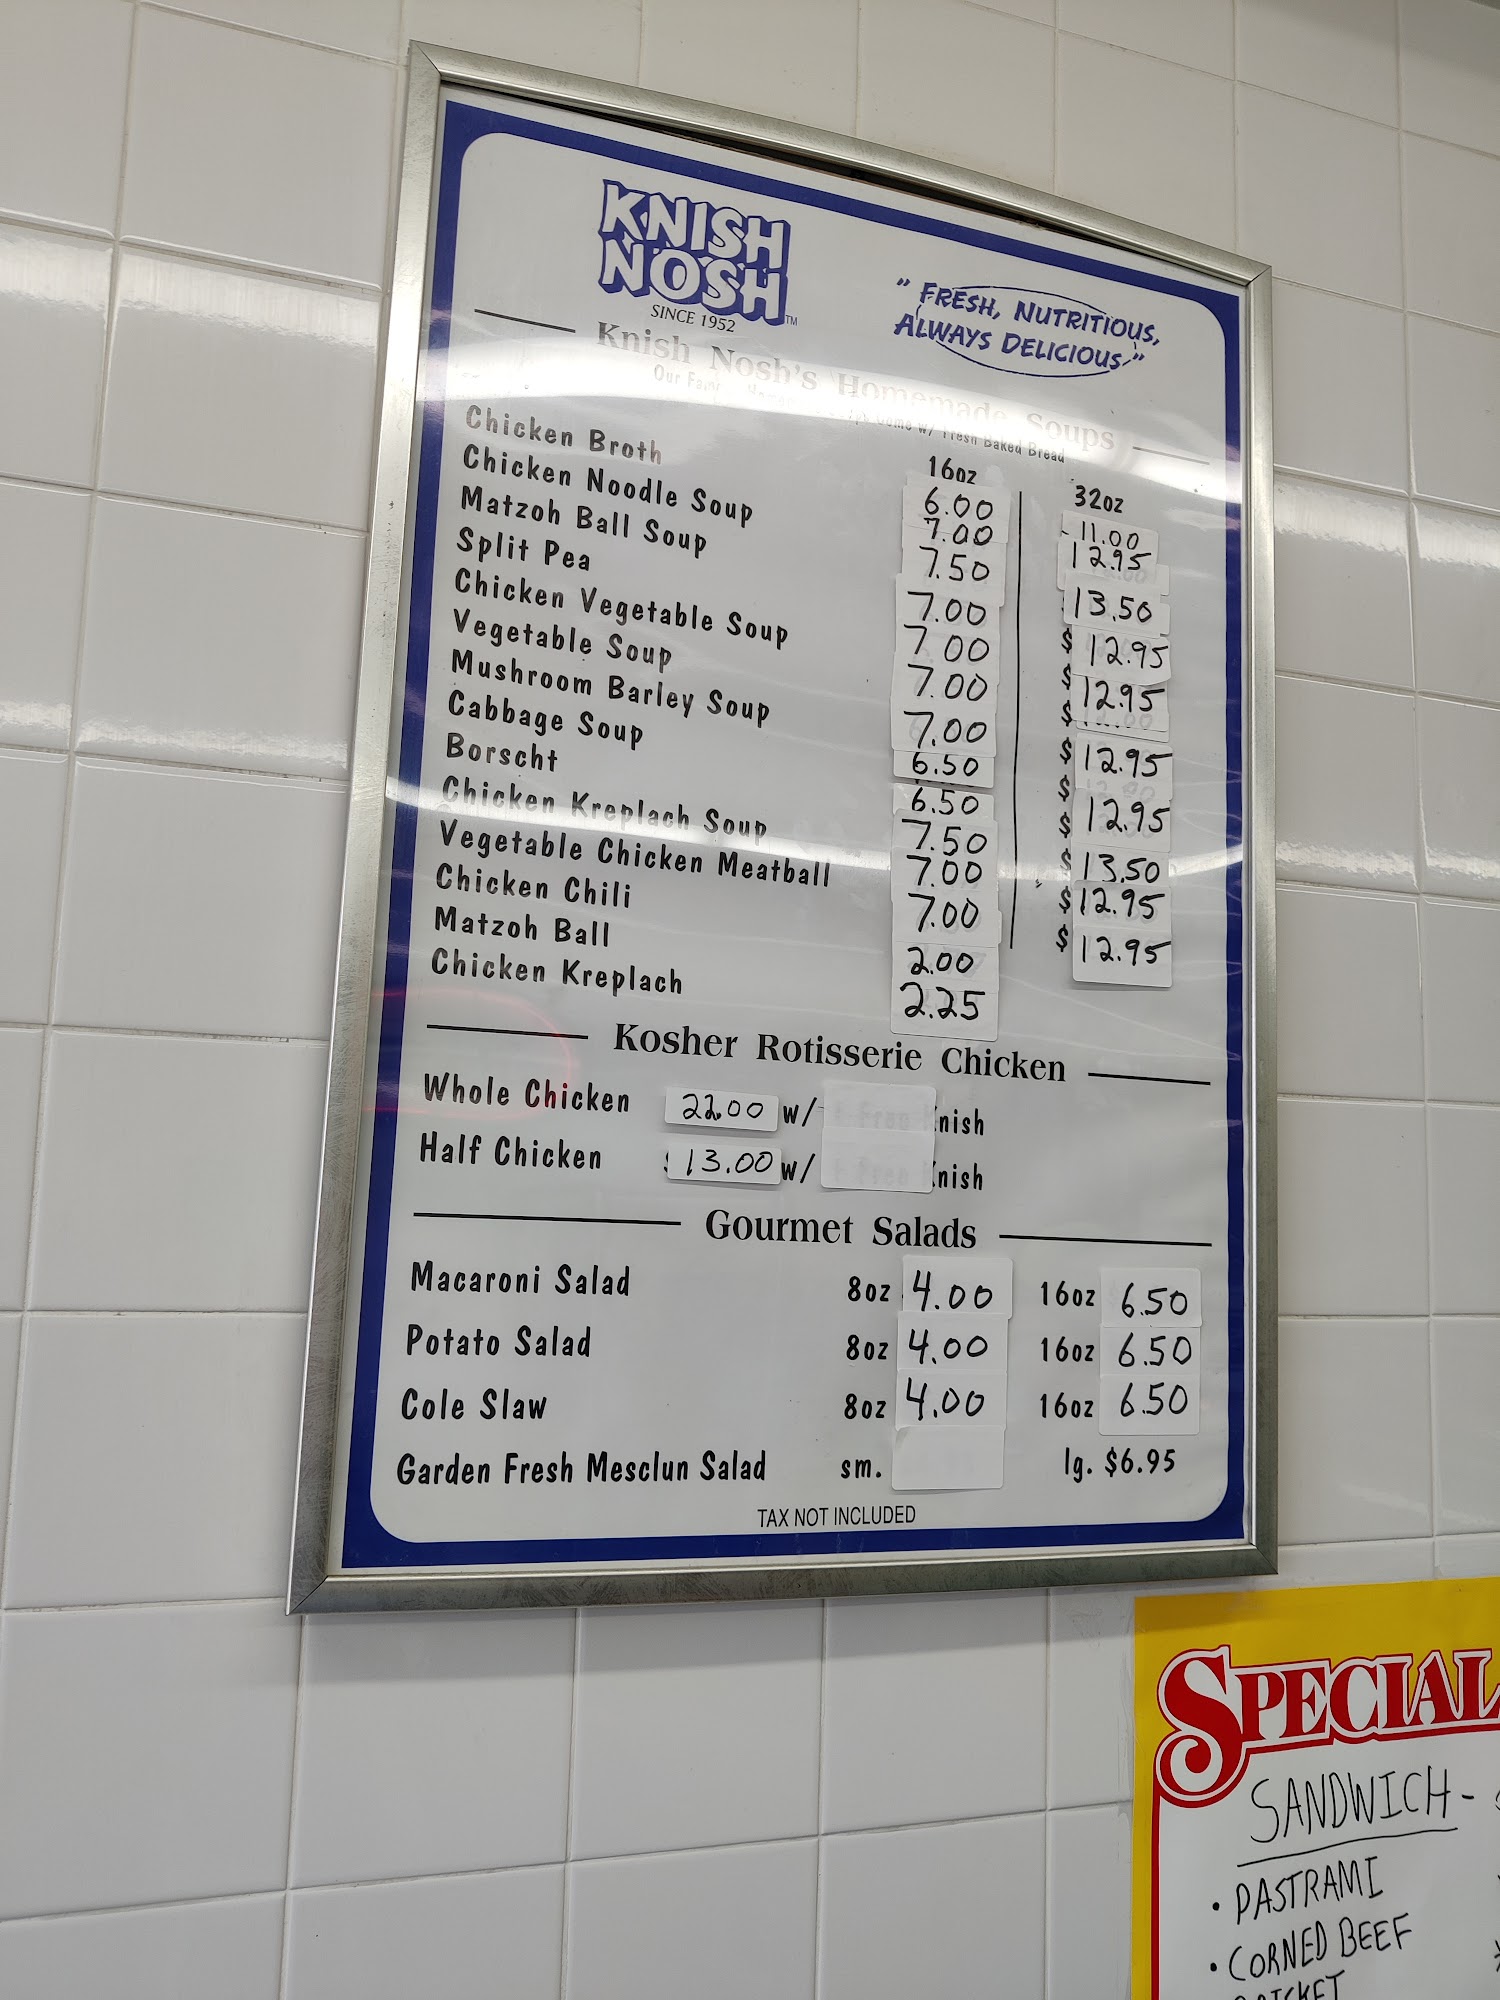 KNISH
NOSH™
SINCE 1952
" FRESH, NUTRITIOUS,
ALWAYS DELICIOUS "
Knish Nosh's Homemade Soups
Our w/ Fresh Baked Bread
16oz 32oz
Chicken Broth 6.00 11.00
Chicken Noodle Soup 7.00 12.95
Matzoh Ball Soup 7.50 13.50
Split Pea 7.00 $ 12.95
Chicken Vegetable Soup 7.00 $ 12.95
Vegetable Soup 7.00 $
Mushroom Barley Soup 7.00 $ 12.95
Cabbage Soup 6.50 $
Borscht 6.50 $ 12.95
Chicken Kreplach Soup 7.50 $ 13.50
Vegetable Chicken Meatball 7.00 $ 12.95
Chicken Chili 7.00 $ 12.95
Matzoh Ball 2.00
Chicken Kreplach 2.25
Kosher Rotisserie Chicken
Whole Chicken 22.00 w/ Knish
Half Chicken 13.00 w/ Knish
Gourmet Salads
Macaroni Salad 8oz 4.00 16oz 6.50
Potato Salad 8oz 4.00 16oz 6.50
Cole Slaw 8oz 4.00 16oz 6.50
Garden Fresh Mesclun Salad sm. lg. $6.95
TAX NOT INCLUDED
SPECIAL
SANDWICH -
• PASTRAMI
• CORNED BEEF